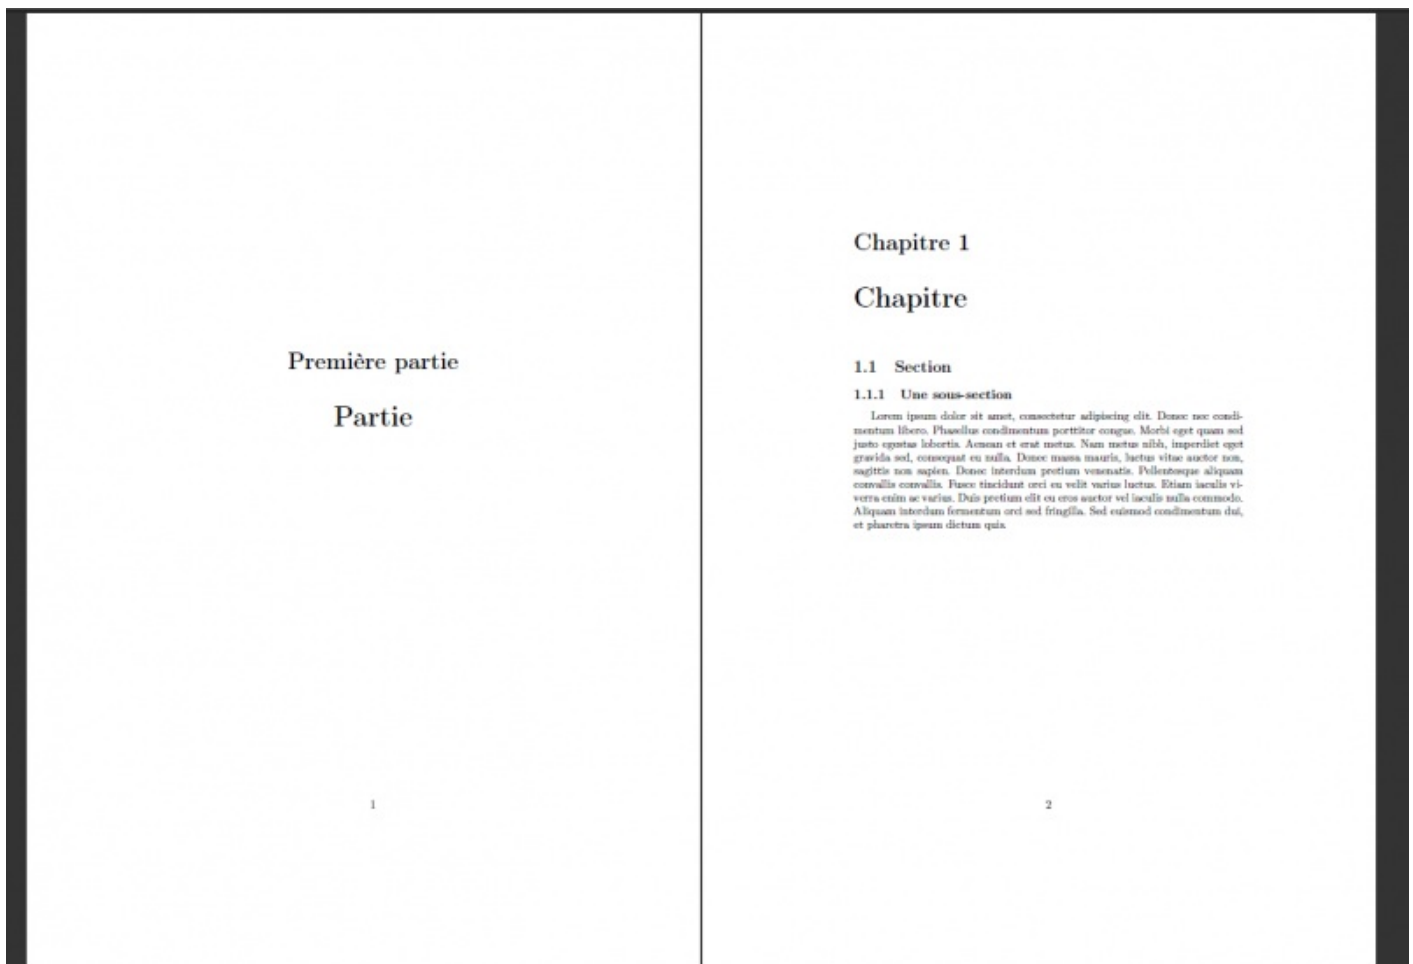 Première partie
Partie
1
Chapitre 1
Chapitre
1.1 Section
1.1.1 Une sous-section
Lorem ipsum dolor sit amet, consectetur adipiscing elit. Donec nec condi-
mentum libero. Phasellus condimentum porttitor congue. Morbi eget quam sed
justo egestas lobortis. Aenean et erat metus. Nam metus nibh, imperdiet eget
gravida sed, consequat eu nulla. Donec massa mauris, luctus vitae auctor non,
sagittis non sapien. Donec interdum pretium venenatis. Pellentesque aliquam
convallis convallis. Fusce tincidunt orci eu velit varius luctus. Etiam iaculis vi-
verra enim ac varius. Duis pretium elit eu eros auctor vel iaculis nulla commodo.
Aliquam interdum fermentum orci sed fringilla. Sed euismod condimentum dui,
et pharetra ipsum dictum quis.
2